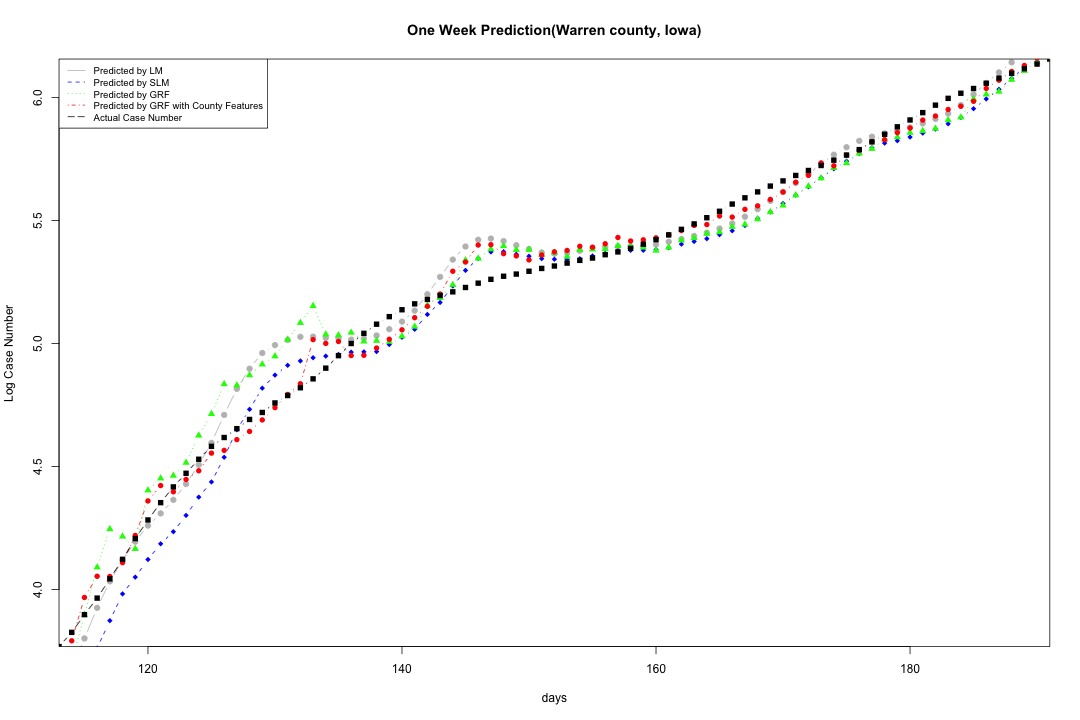 One Week Prediction(Warren county, Iowa)
Predicted by LM
Predicted by SLM
Predicted by GRF
Predicted by GRF with County Features
Actual Case Number
Log Case Number
6.0
5.5
5.0
4.5
4.0
120 140 160 180
days